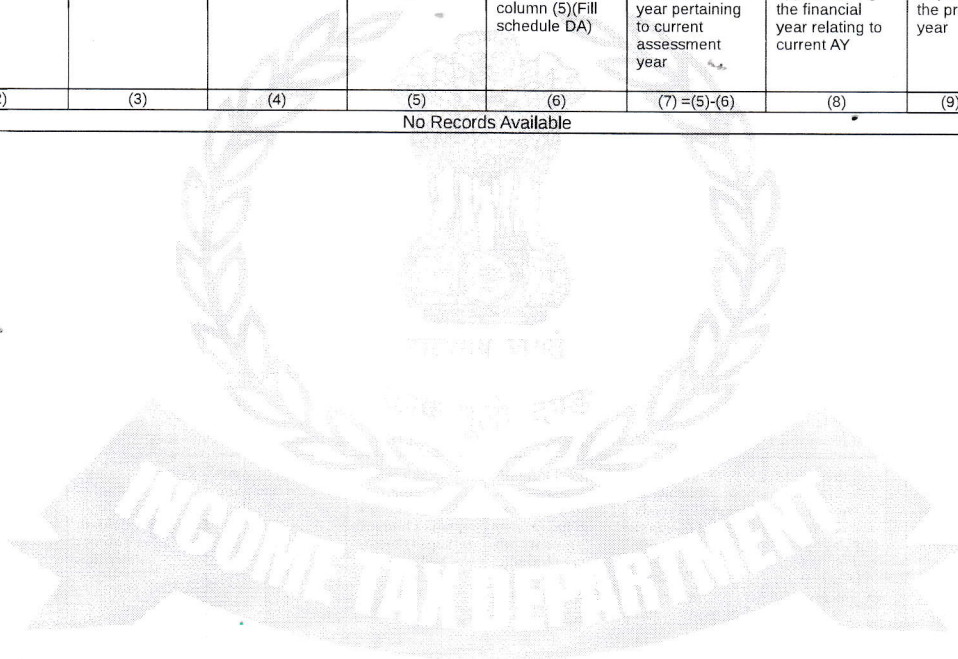 column (5)(Fill
schedule DA)
year pertaining
to current
assessment
year
the financial
year relating to
current AY
the pr
year
2) (3) (4) (5) (6) (7) =(5)-(6) (8) (9)
No Records Available
INCOME TAX DEPARTMENT